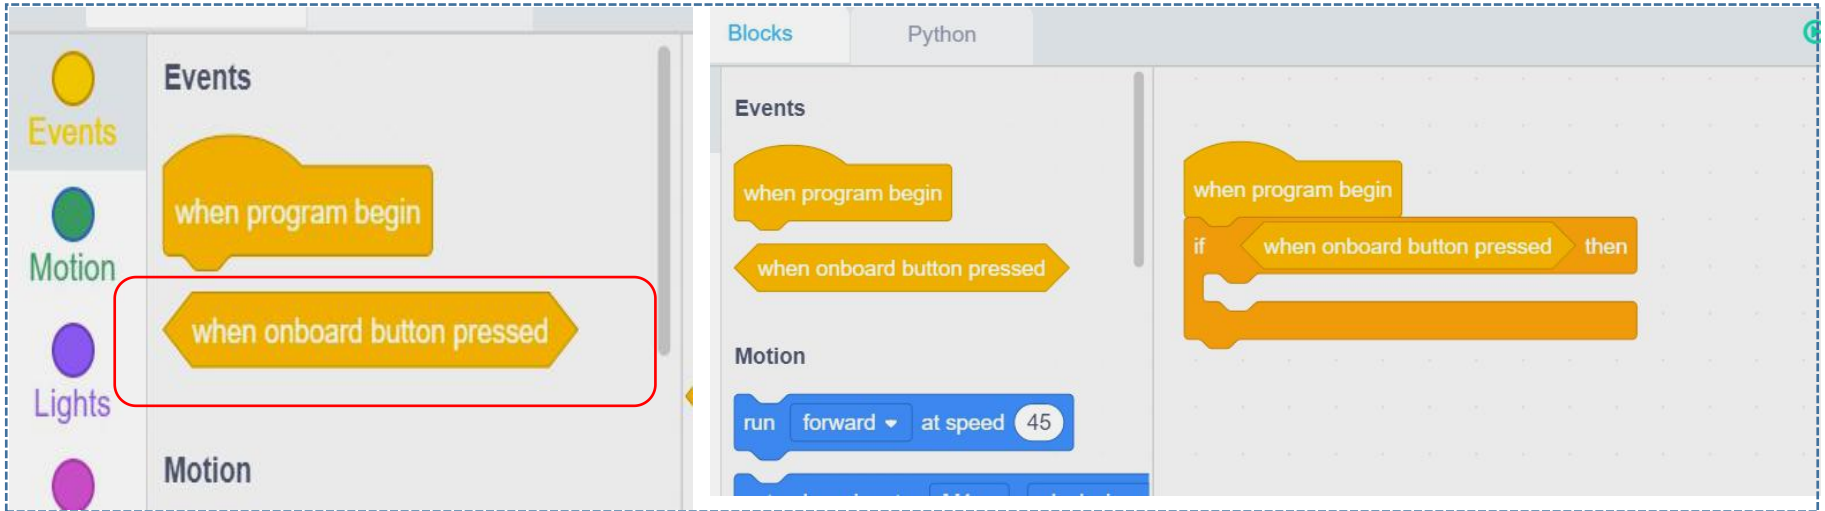 Events
Events
when program begin
Motion
when onboard button pressed
Lights
Motion
Blocks
Python
Events
when program begin
when onboard button pressed
Motion
run forward at speed 45
when program begin
if when onboard button pressed then